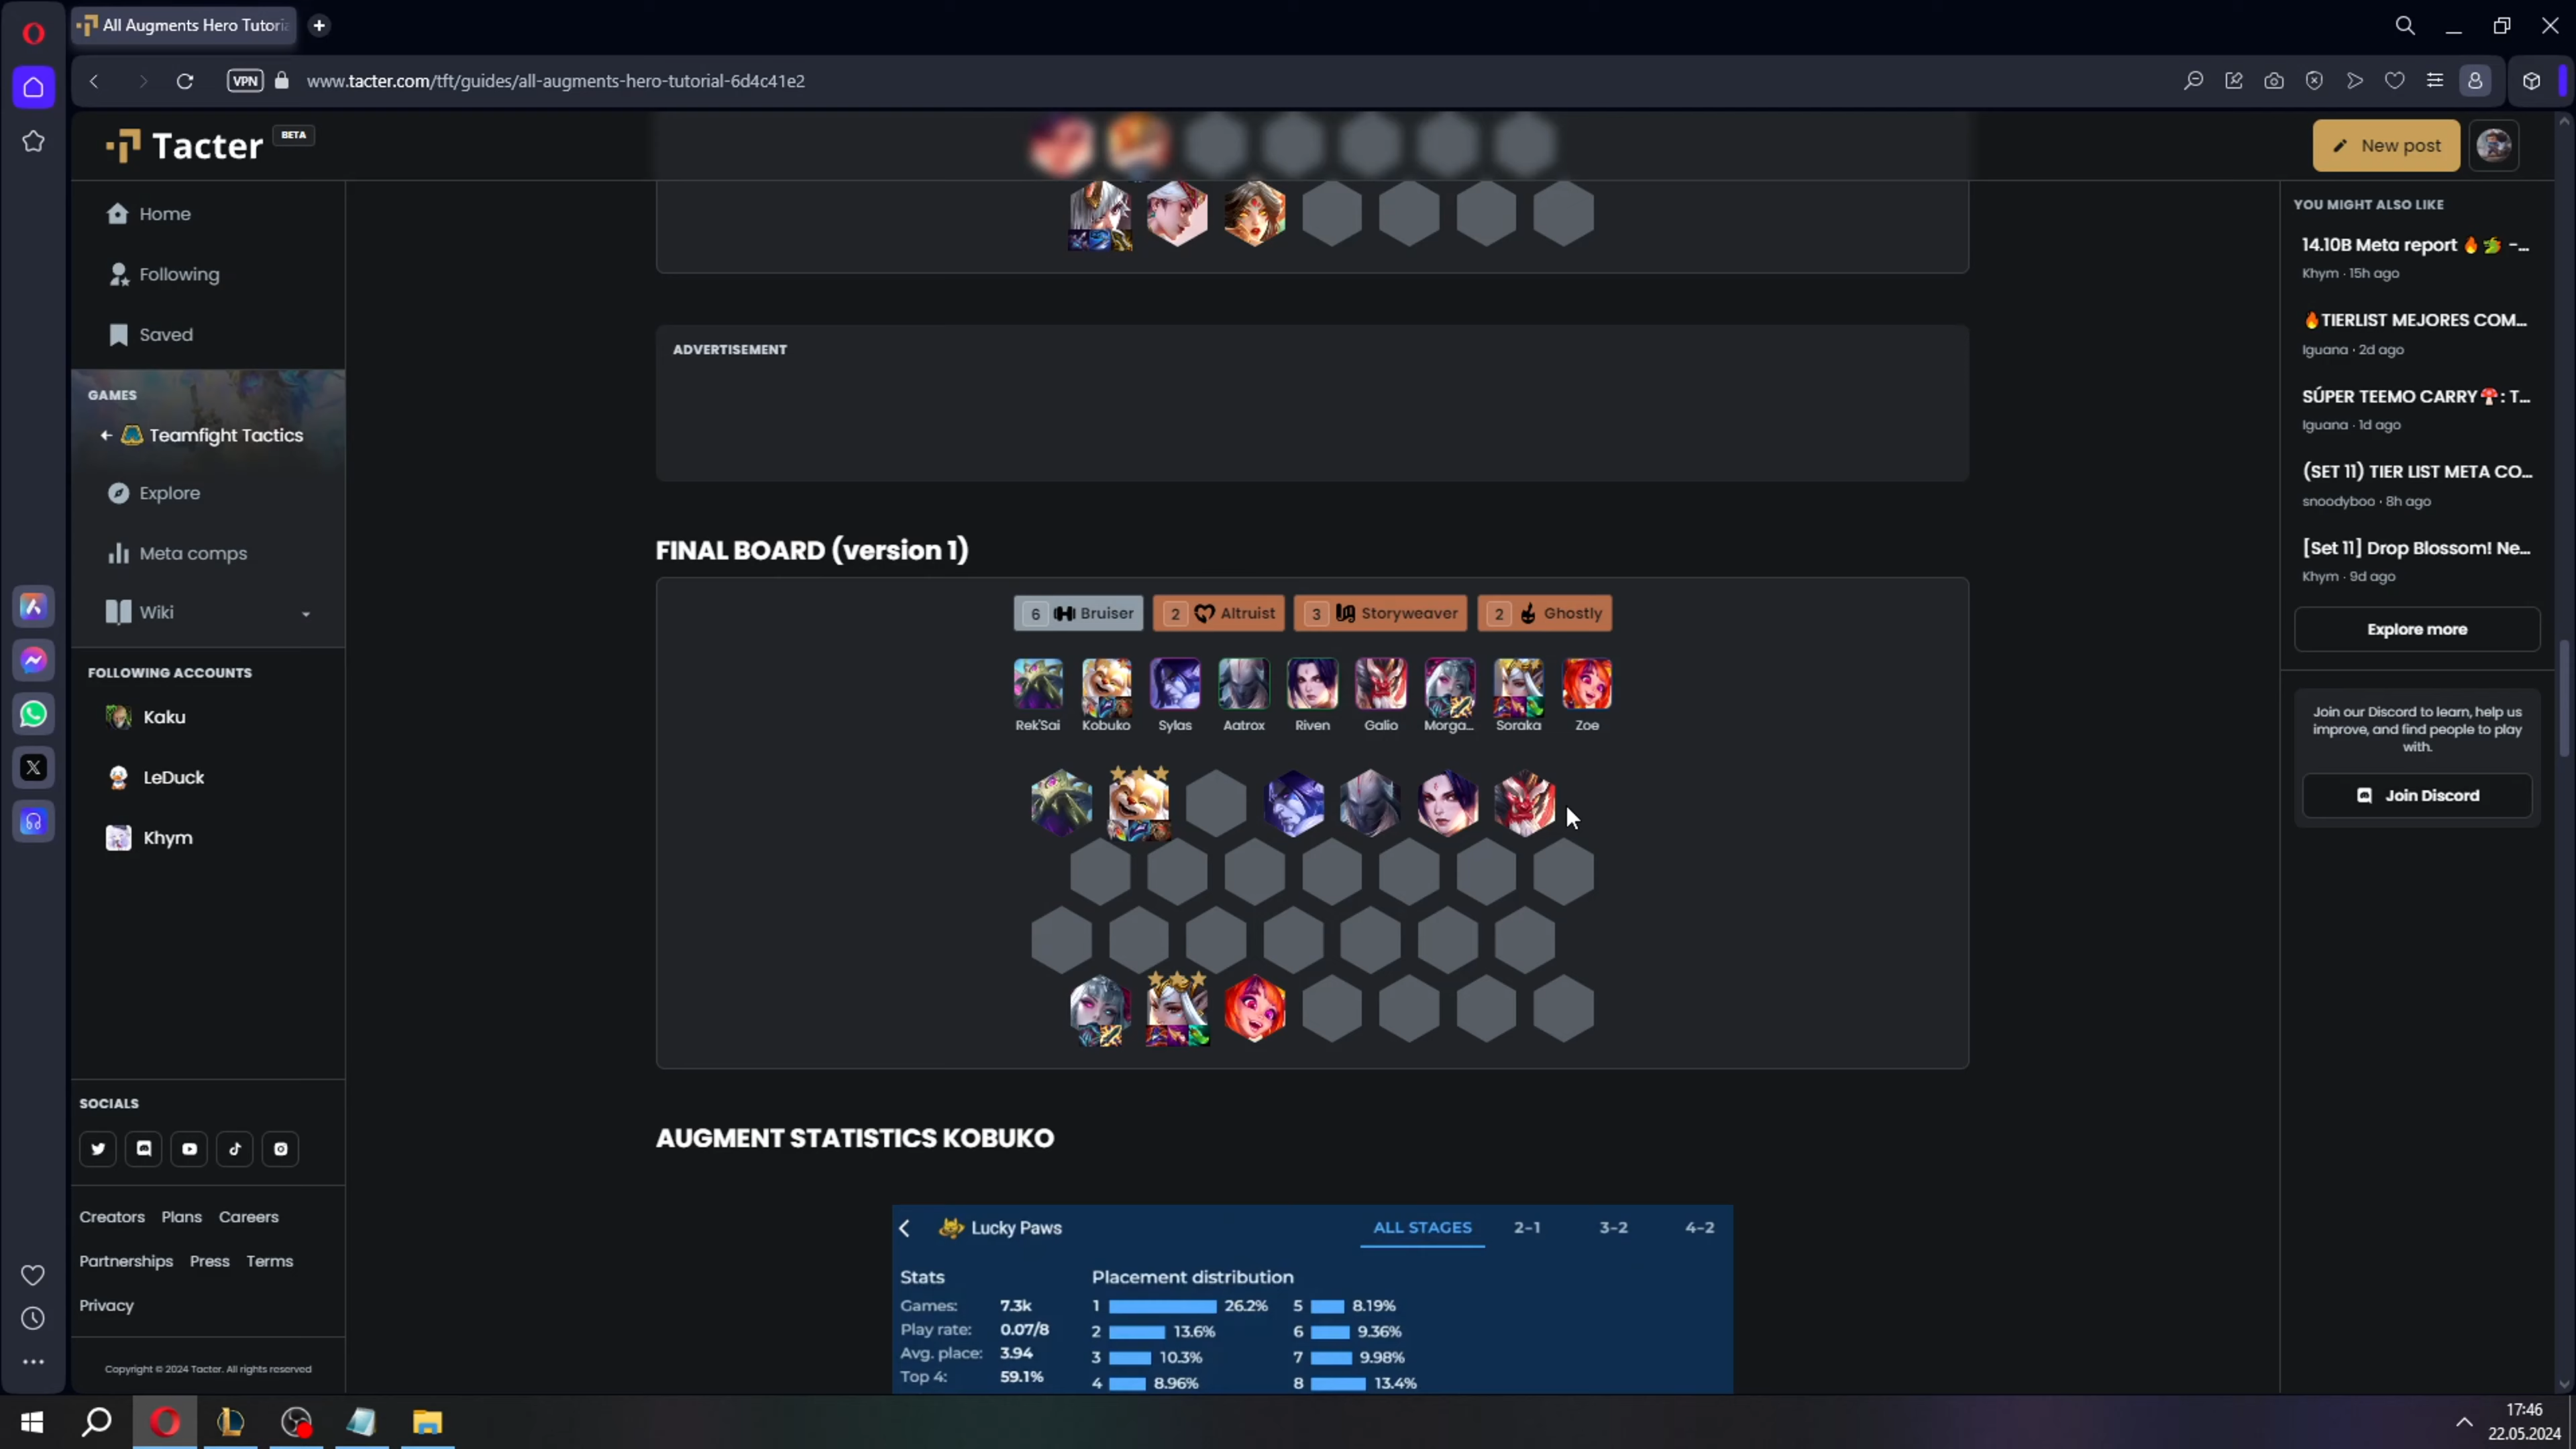 All Augments Hero Tutoria
VPN
www.tacter.com/tft/guides/all-augments-hero-tutorial-6d4c41e2
Tacter
BETA
New post
Home
Following
Saved
GAMES
Teamfight Tactics
Explore
Meta comps
Wiki
FOLLOWING ACCOUNTS
Kaku
LeDuck
Khym
SOCIALS
Creators Plans Careers
Partnerships Press Terms
Privacy
Copyright © 2024 Tacter. All rights reserved
ADVERTISEMENT
FINAL BOARD (version 1)
6 Bruiser 2 Altruist 3 Storyweaver 2 Ghostly
Rek'Sai Kobuko Sylas Aatrox Riven Galio Morga... Soraka Zoe
AUGMENT STATISTICS KOBUKO
Lucky Paws ALL STAGES 2-1 3-2 4-2
Stats Placement distribution
Games: 7.3k 1 26.2% 5 8.19%
Play rate: 0.07/8 2 13.6% 6 9.36%
Avg. place: 3.94 3 10.3% 7 9.98%
Top 4: 59.1% 4 8.96% 8 13.4%
YOU MIGHT ALSO LIKE
14.10B Meta report 🔥🐉 -...
Khym · 15h ago
🔥TIERLIST MEJORES COM...
Iguana · 2d ago
SÚPER TEEMO CARRY🍄: T...
Iguana · 1d ago
(SET 11) TIER LIST META CO...
snoodyboo · 8h ago
[Set 11] Drop Blossom! Ne...
Khym · 9d ago
Explore more
Join our Discord to learn, help us
improve, and find people to play
with.
Join Discord
17:46
22.05.2024